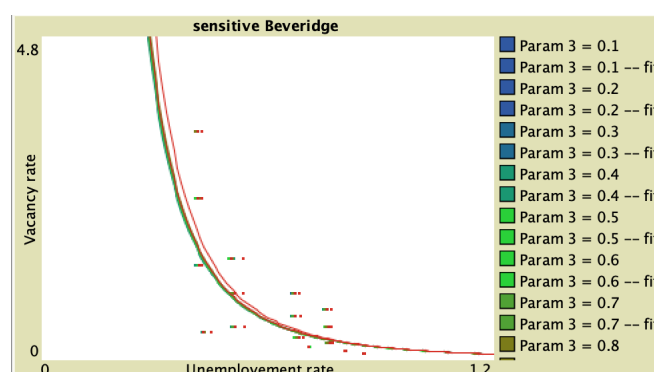 sensitive Beveridge
4.8
Vacancy rate
0
0
Unemployement rate
1.2
Param 3 = 0.1
Param 3 = 0.1 -- fi
Param 3 = 0.2
Param 3 = 0.2 -- fi
Param 3 = 0.3
Param 3 = 0.3 -- fi
Param 3 = 0.4
Param 3 = 0.4 -- fi
Param 3 = 0.5
Param 3 = 0.5 -- fi
Param 3 = 0.6
Param 3 = 0.6 -- fi
Param 3 = 0.7
Param 3 = 0.7 -- fi
Param 3 = 0.8